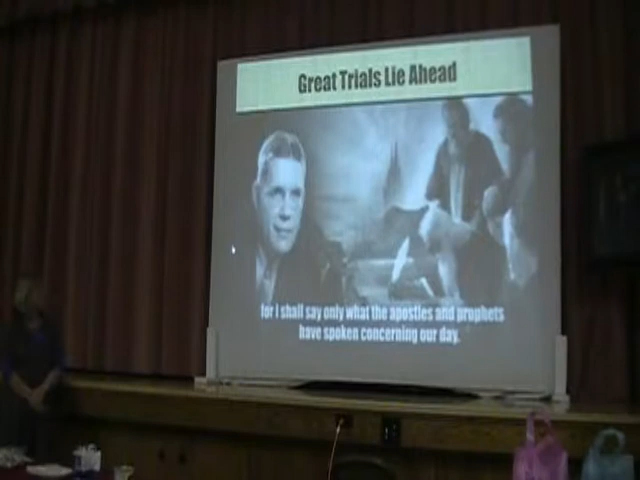 Great Trials Lie Ahead
for I shall say only what the apostles and prophets
have spoken concerning our day.